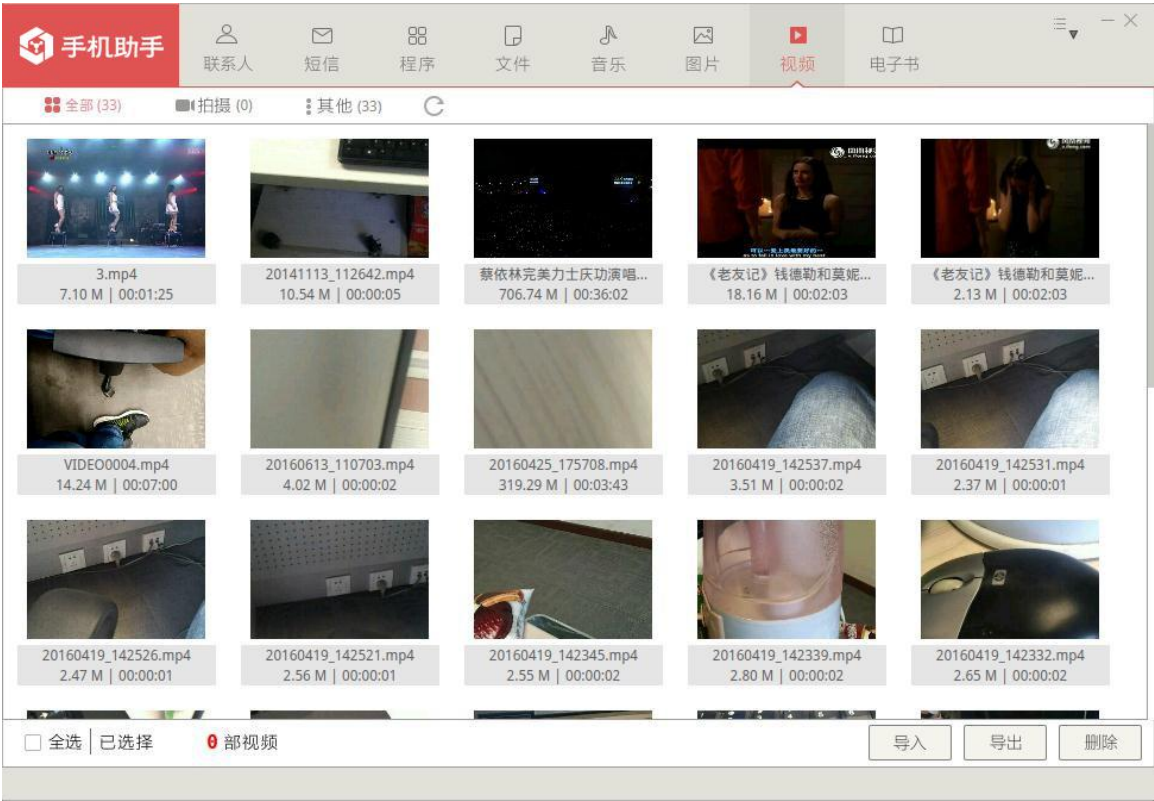 手机助手
联系人
短信
程序
文件
音乐
图片
视频
电子书
全部 (33)
拍摄 (0)
其他 (33)
3.mp4
7.10 M | 00:01:25
20141113_112642.mp4
10.54 M | 00:00:05
蔡依林完美力士庆功演唱...
706.74 M | 00:36:02
《老友记》钱德勒和莫妮...
18.16 M | 00:02:03
《老友记》钱德勒和莫妮...
2.13 M | 00:02:03
VIDEO0004.mp4
14.24 M | 00:07:00
20160613_110703.mp4
4.02 M | 00:00:02
20160425_175708.mp4
319.29 M | 00:03:43
20160419_142537.mp4
3.51 M | 00:00:02
20160419_142531.mp4
2.37 M | 00:00:01
20160419_142526.mp4
2.47 M | 00:00:01
20160419_142521.mp4
2.56 M | 00:00:01
20160419_142345.mp4
2.55 M | 00:00:02
20160419_142339.mp4
2.80 M | 00:00:02
20160419_142332.mp4
2.65 M | 00:00:02
全选 | 已选择 0 部视频
导入
导出
删除